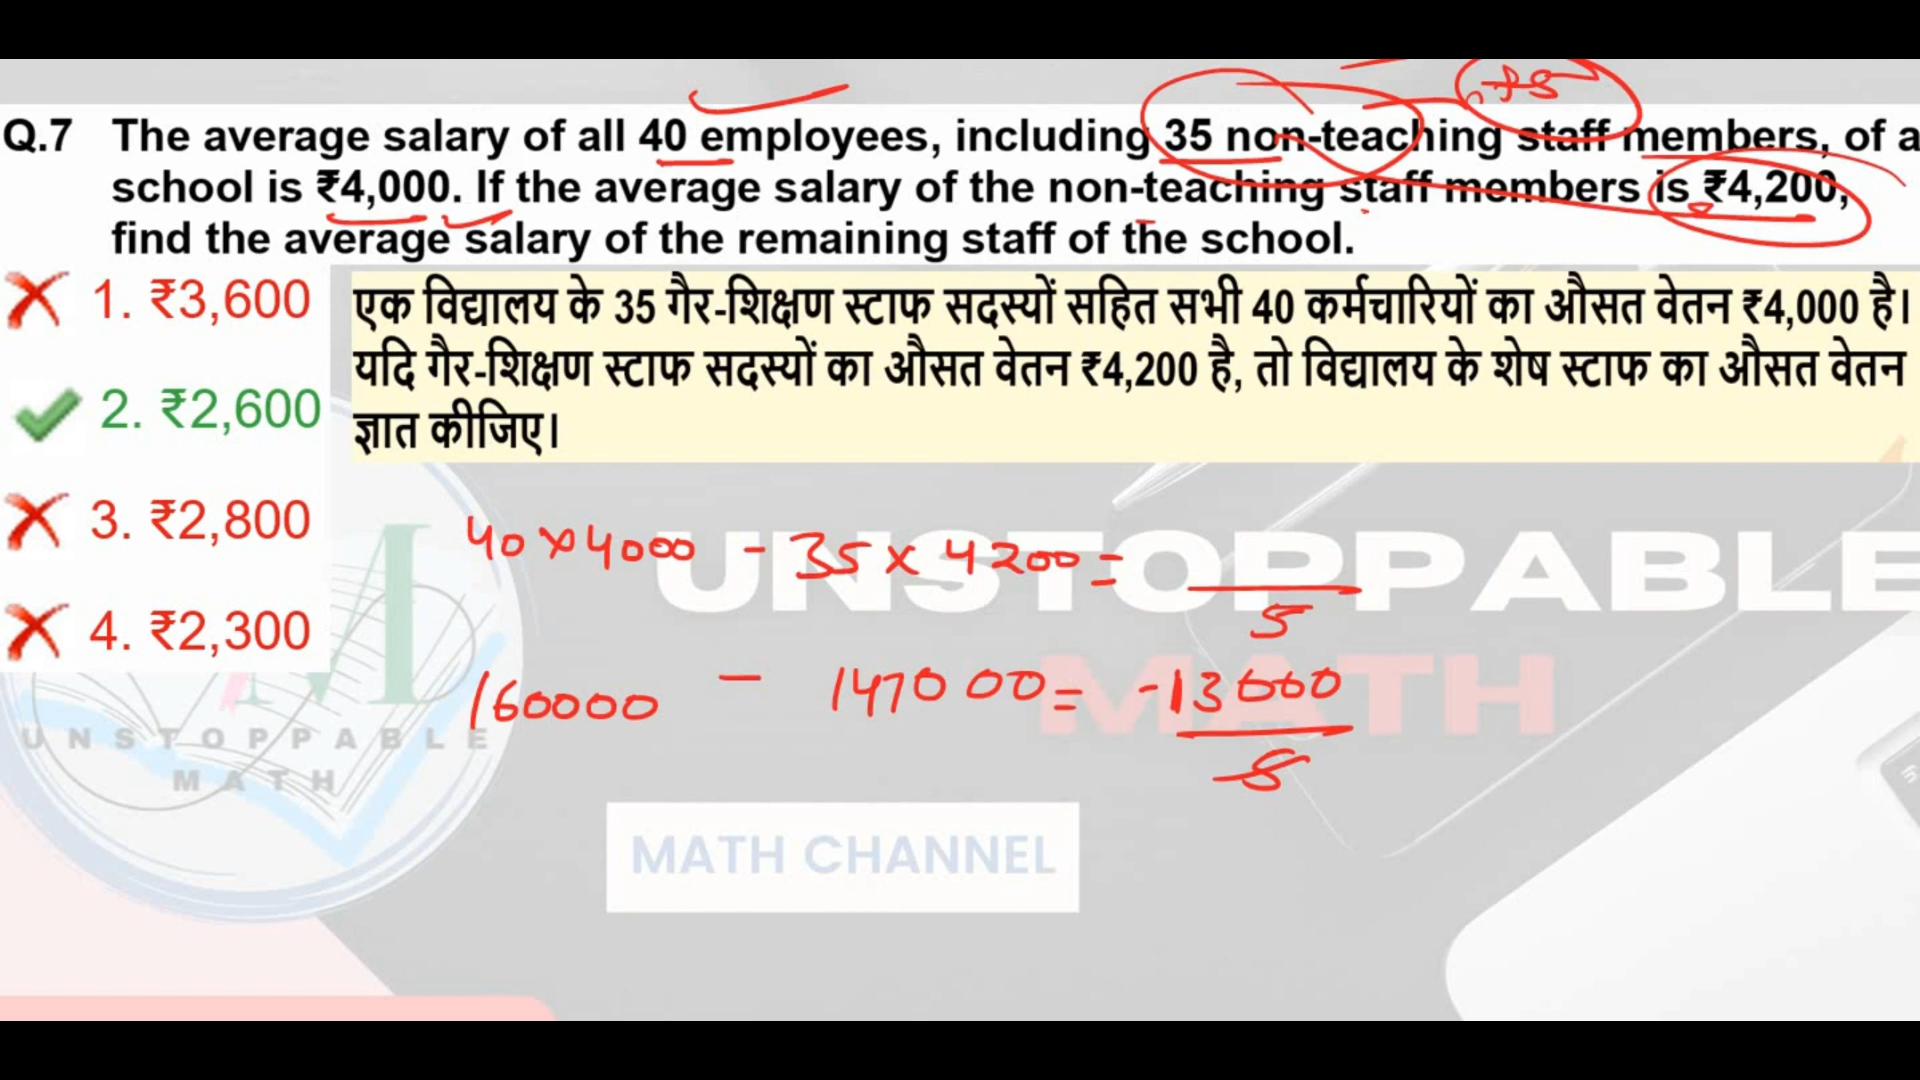 Q.7 The average salary of all 40 employees, including 35 non-teaching staff members, of a
school is ₹4,000. If the average salary of the non-teaching staff members is ₹4,200,
find the average salary of the remaining staff of the school.
1. ₹3,600
2. ₹2,600
3. ₹2,800
4. ₹2,300
एक विद्यालय के 35 गैर-शिक्षण स्टाफ सदस्यों सहित सभी 40 कर्मचारियों का औसत वेतन ₹4,000 है।
यदि गैर-शिक्षण स्टाफ सदस्यों का औसत वेतन ₹4,200 है, तो विद्यालय के शेष स्टाफ का औसत वेतन
ज्ञात कीजिए।
40×4000 - 35×4200=
5
160000 - 147000= -13000
5
UNSTOPPABLE
MATH
UNSTOPPABLE
MATH
MATH CHANNEL